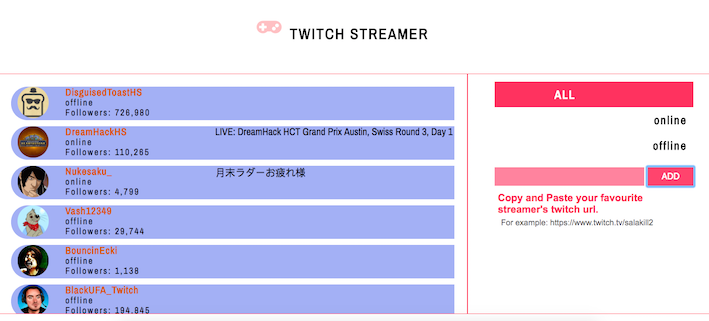 TWITCH STREAMER
DisguisedToastHS
offline
Followers: 726,980
DreamHackHS
online
Followers: 110,265
LIVE: DreamHack HCT Grand Prix Austin, Swiss Round 3, Day 1
Nukesaku_
online
Followers: 4,799
月末ラダーお疲れ様
Vash12349
offline
Followers: 29,744
BouncinEcki
offline
Followers: 1,138
BlackUFA_Twitch
offline
Followers: 194,845
ALL
online
offline
ADD
Copy and Paste your favourite
streamer's twitch url.
For example: https://www.twitch.tv/salakill2